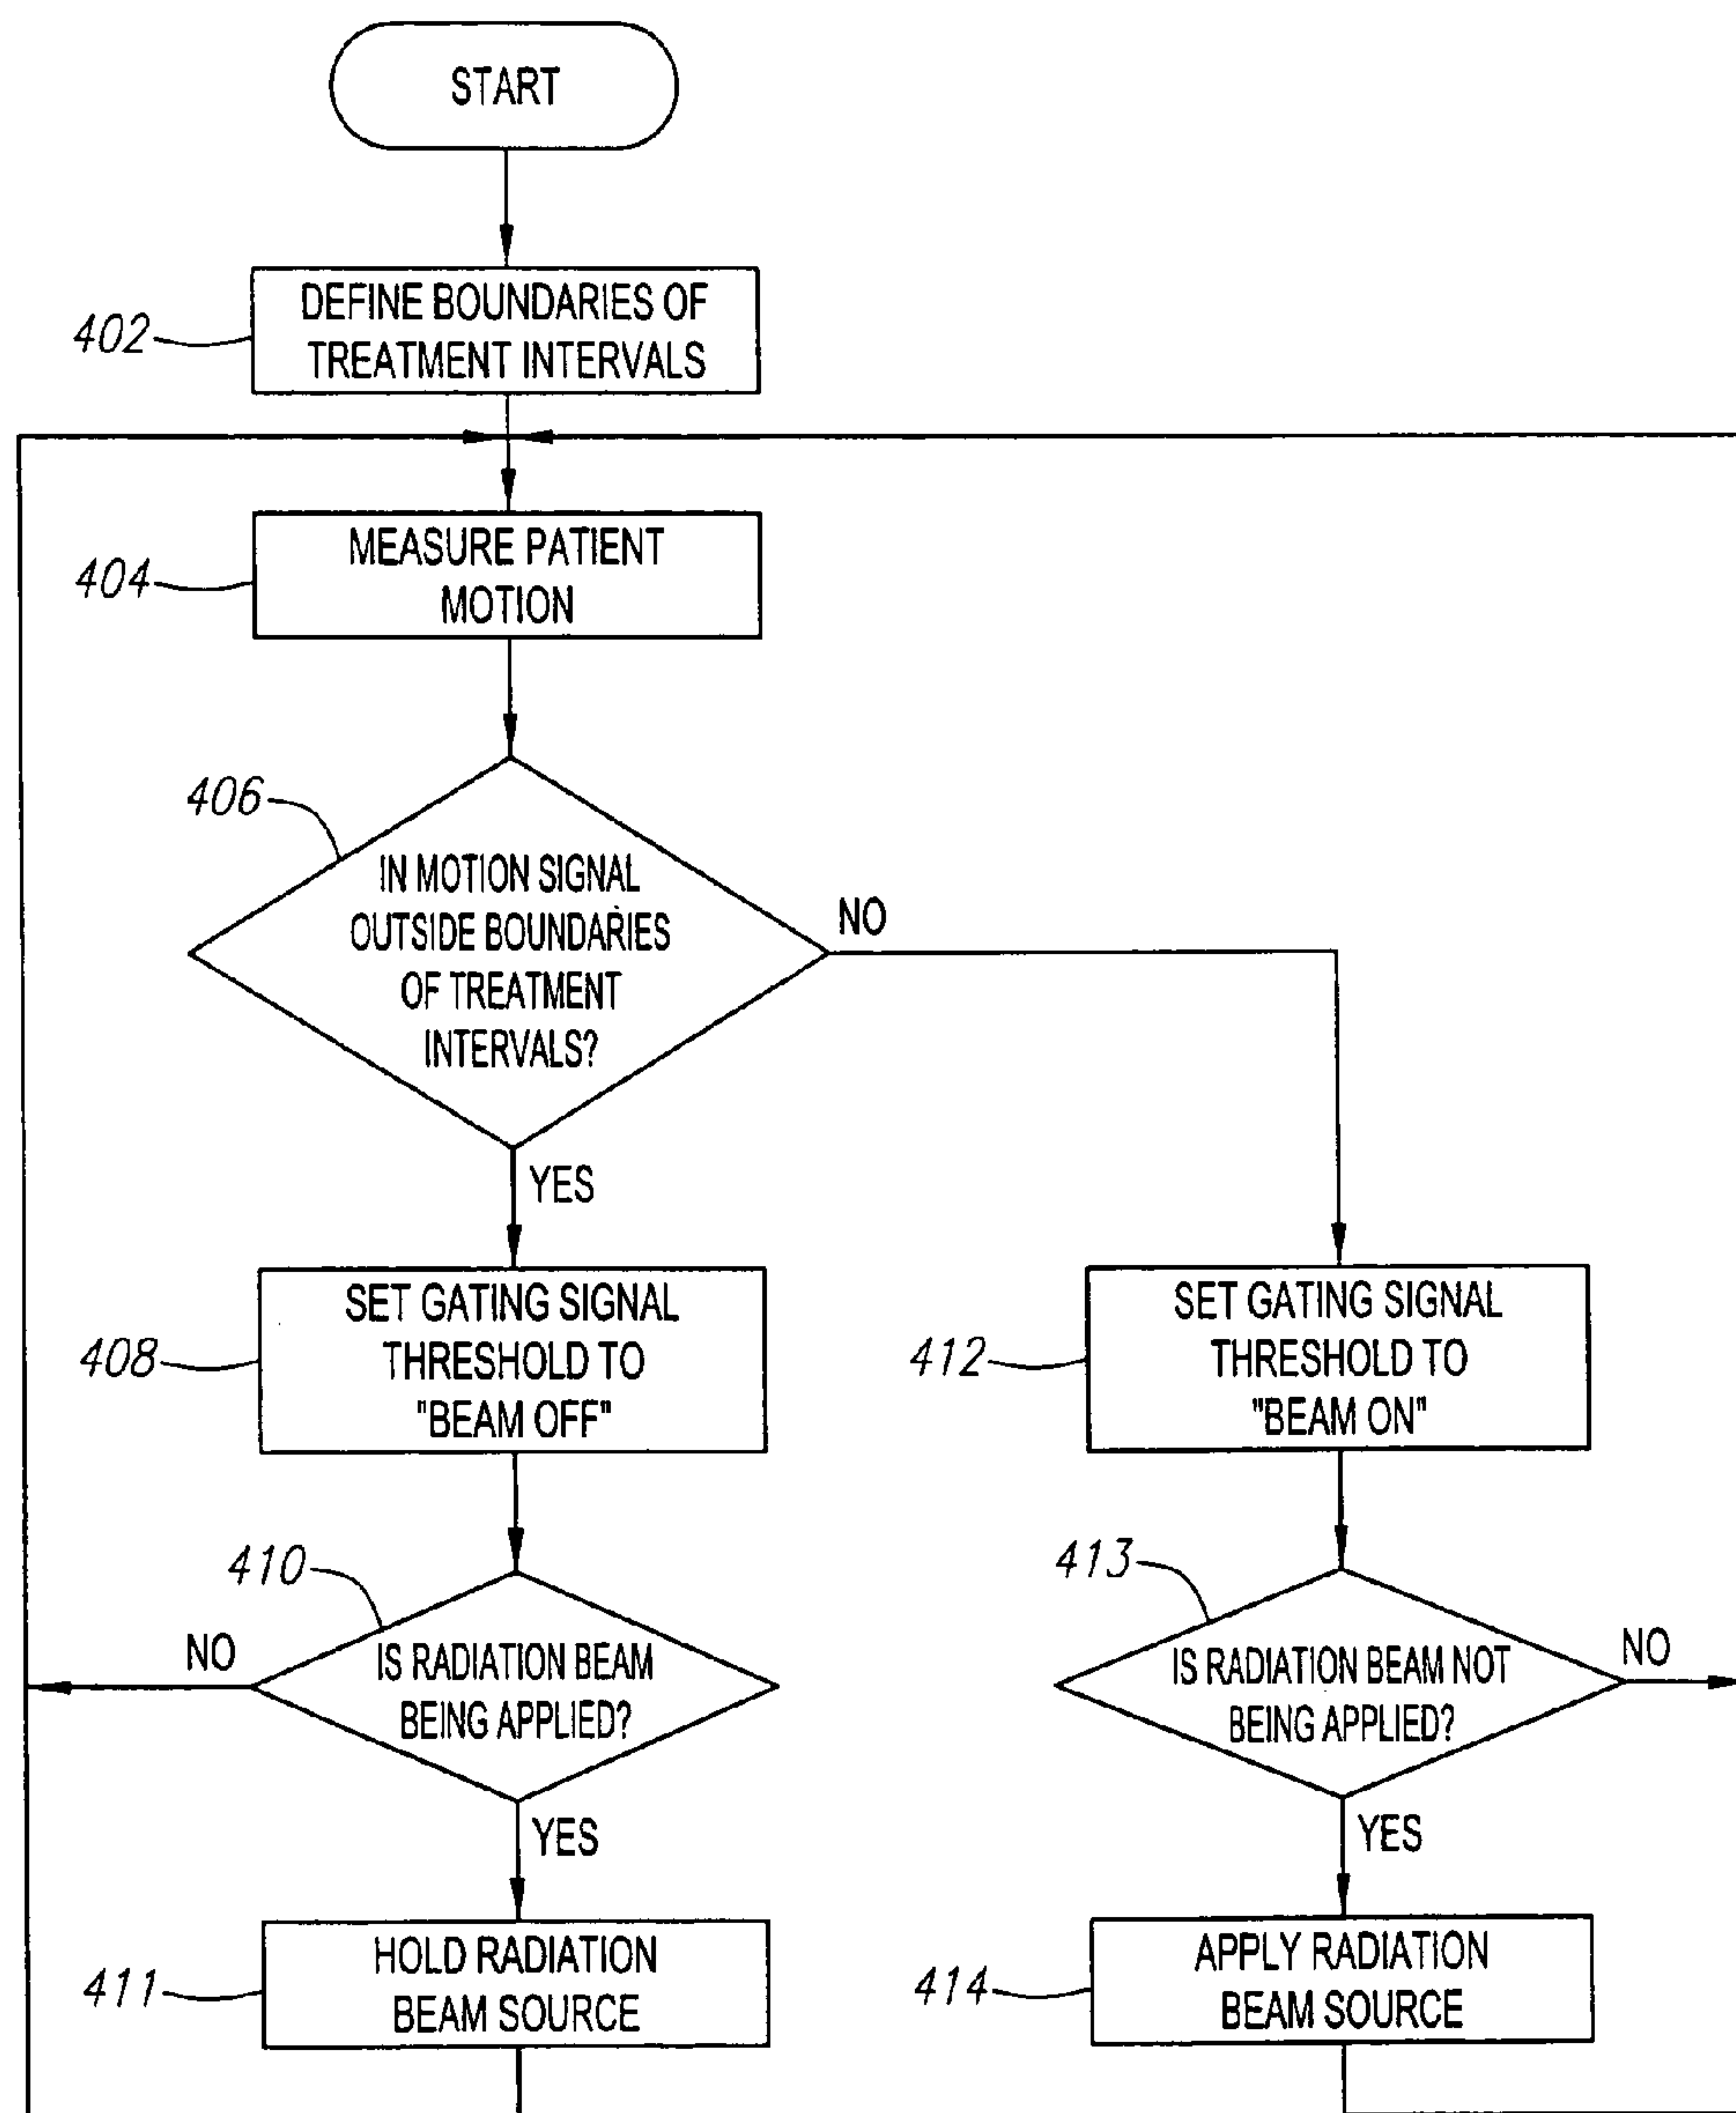 START
402
DEFINE BOUNDARIES OF
TREATMENT INTERVALS
404
MEASURE PATIENT
MOTION
406
IN MOTION SIGNAL
OUTSIDE BOUNDARIES
OF TREATMENT
INTERVALS?
NO
YES
408
SET GATING SIGNAL
THRESHOLD TO
"BEAM OFF"
412
SET GATING SIGNAL
THRESHOLD TO
"BEAM ON"
410
NO
IS RADIATION BEAM
BEING APPLIED?
YES
413
IS RADIATION BEAM NOT
BEING APPLIED?
NO
YES
411
HOLD RADIATION
BEAM SOURCE
414
APPLY RADIATION
BEAM SOURCE